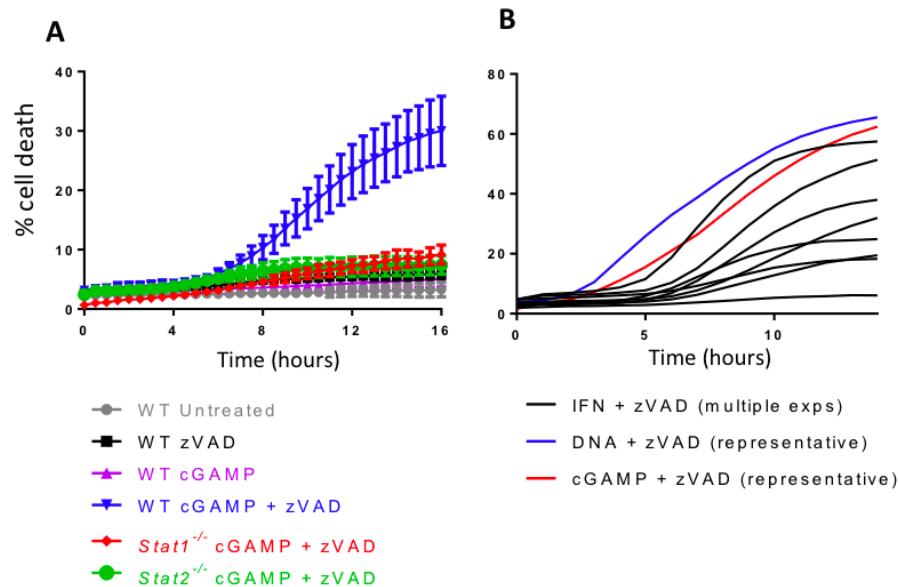 A
B
% cell death
40
30
20
10
0
0
4
8
12
16
Time (hours)
80
60
40
20
0
0
5
10
Time (hours)
WT Untreated
WT zVAD
WT cGAMP
WT cGAMP + zVAD
Stat1-/- cGAMP + zVAD
Stat2-/- cGAMP + zVAD
IFN + zVAD (multiple exps)
DNA + zVAD (representative)
cGAMP + zVAD (representative)